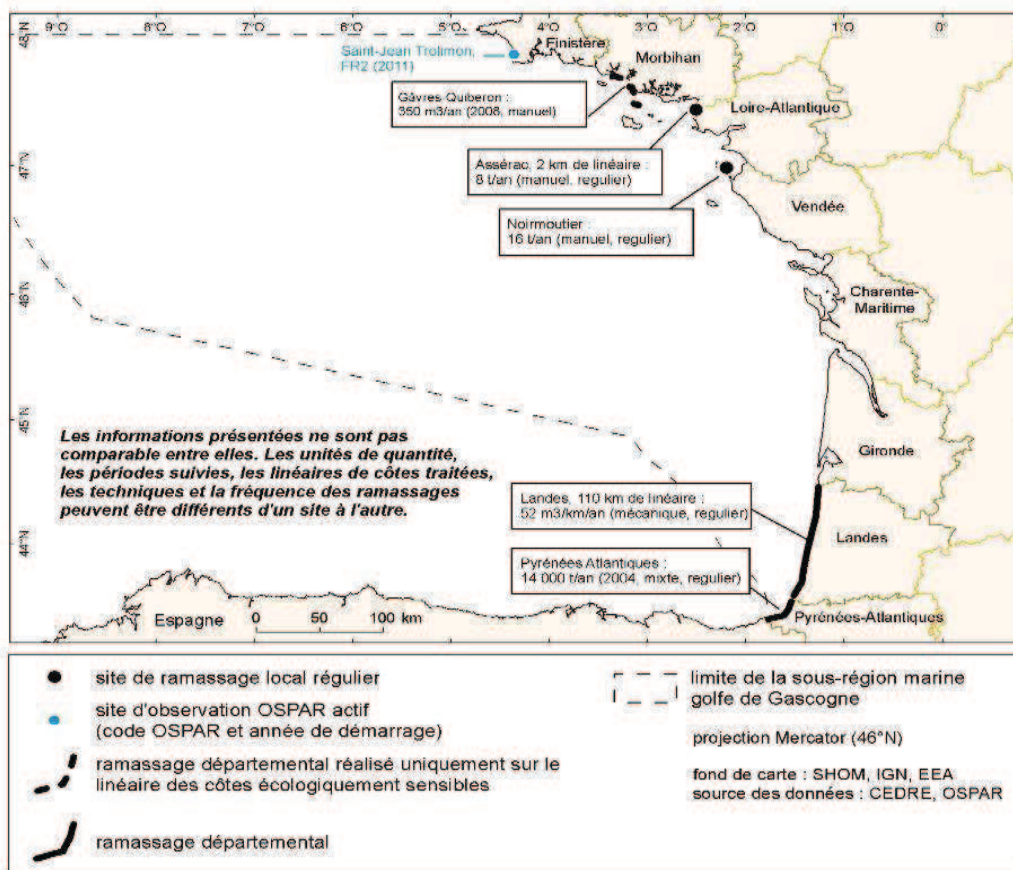 9°O 8°O 7°O 6°O 5°O 4°O 3°O 2°O 1°O 0°
48°N
47°N
46°N
45°N
44°N
Saint-Jean Trolimon,
FR2 (2011)
Finistère
Morbihan
Loire-Atlantique
Gâvres-Quiberon :
350 m3/an (2008, manuel)
Assérac, 2 km de linéaire :
8 t/an (manuel, regulier)
Noirmoutier :
16 t/an (manuel, regulier)
Vendée
Charente-
Maritime
Gironde
Les informations présentées ne sont pas
comparable entre elles. Les unités de quantité,
les périodes suivies, les linéaires de côtes traitées,
les techniques et la fréquence des ramassages
peuvent être différents d'un site à l'autre.
Landes, 110 km de linéaire :
52 m3/km/an (mécanique, regulier)
Landes
Pyrénées Atlantiques :
14 000 t/an (2004, mixte, regulier)
Pyrénées-Atlantiques
Espagne
0 50 100 km
site de ramassage local régulier
site d'observation OSPAR actif
(code OSPAR et année de démarrage)
ramassage départemental réalisé uniquement sur le
linéaire des côtes écologiquement sensibles
ramassage départemental
limite de la sous-région marine
golfe de Gascogne
projection Mercator (46°N)
fond de carte : SHOM, IGN, EEA
source des données : CEDRE, OSPAR